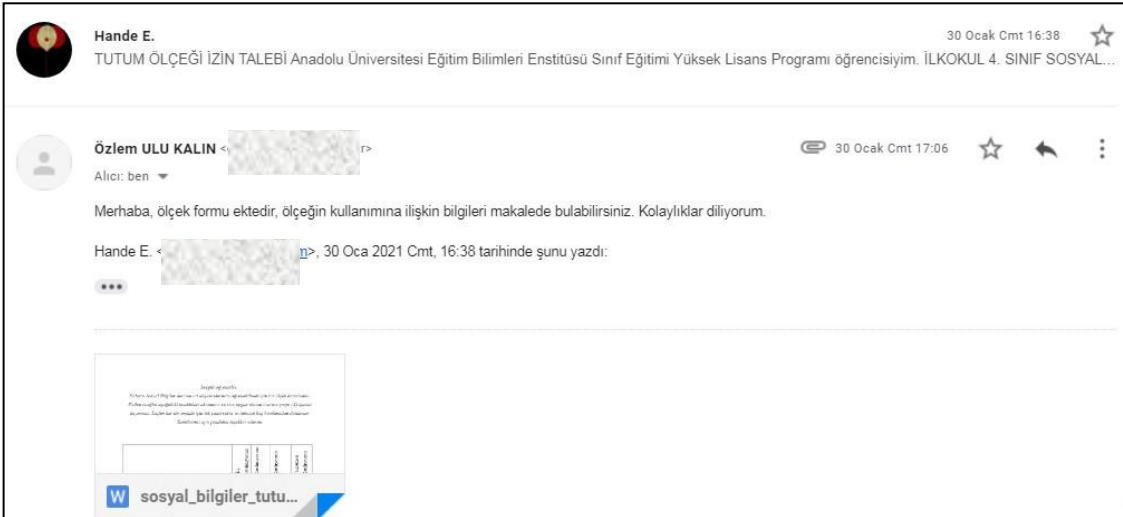 Hande E.
30 Ocak Cmt 16:38
TUTUM ÖLÇEĞİ İZİN TALEBİ Anadolu Üniversitesi Eğitim Bilimleri Enstitüsü Sınıf Eğitimi Yüksek Lisans Programı öğrencisiyim. İLKOKUL 4. SINIF SOSYAL...
Özlem ULU KALIN <
r>
30 Ocak Cmt 17:06
Alıcı: ben
Merhaba, ölçek formu ektedir, ölçeğin kullanımına ilişkin bilgileri makalede bulabilirsiniz. Kolaylıklar diliyorum.
Hande E. < m>, 30 Oca 2021 Cmt, 16:38 tarihinde şunu yazdı:
W sosyal_bilgiler_tutu...